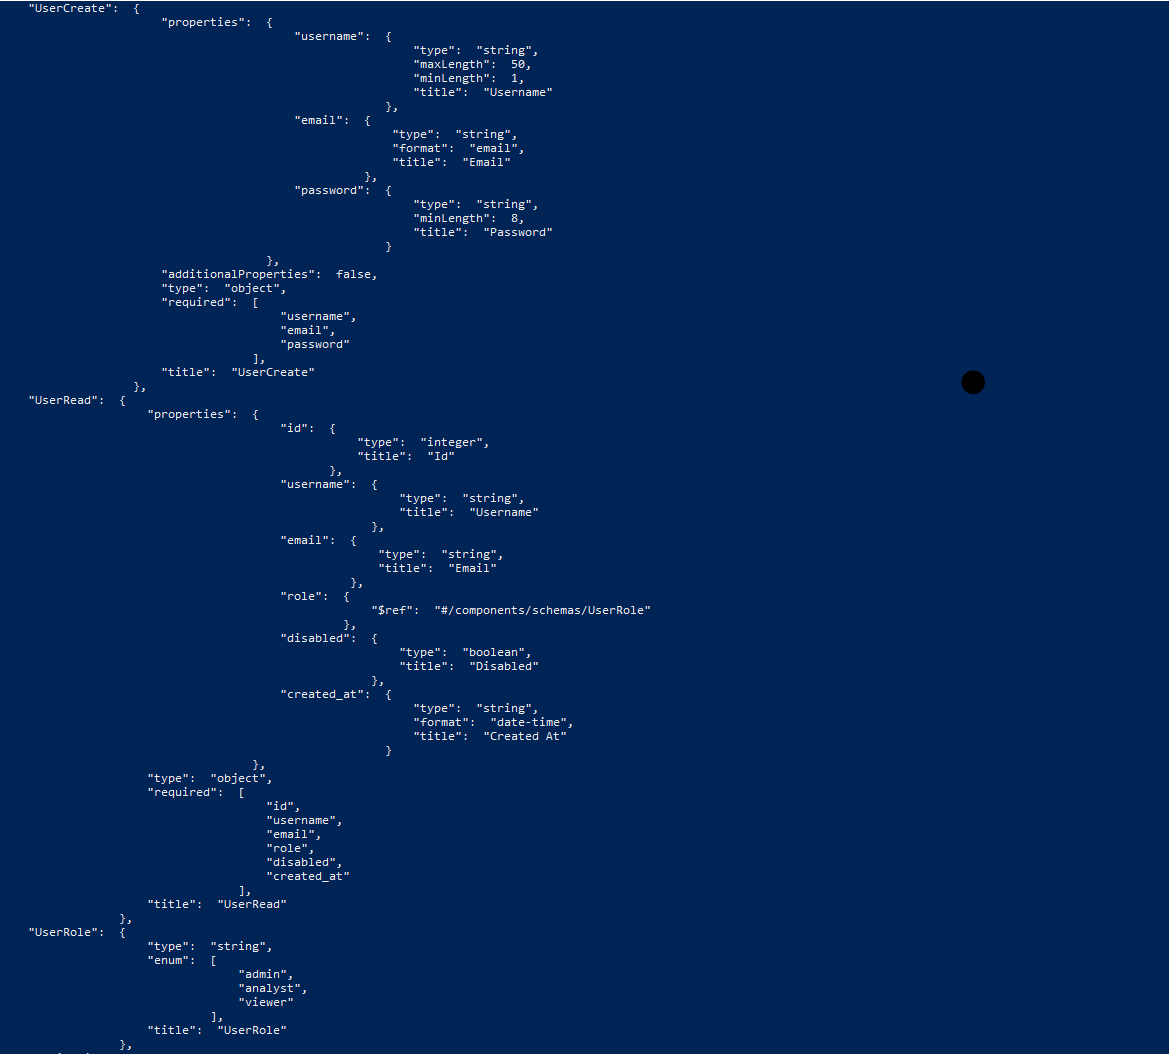 "UserCreate":  {
"properties":  {
"username":  {
"type":  "string",
"maxLength":  50,
"minLength":  1,
"title":  "Username"
},
"email":  {
"type":  "string",
"format":  "email",
"title":  "Email"
},
"password":  {
"type":  "string",
"minLength":  8,
"title":  "Password"
}
},
"additionalProperties":  false,
"type":  "object",
"required":  [
"username",
"email",
"password"
],
"title":  "UserCreate"
},
"UserRead":  {
"properties":  {
"id":  {
"type":  "integer",
"title":  "Id"
},
"username":  {
"type":  "string",
"title":  "Username"
},
"email":  {
"type":  "string",
"title":  "Email"
},
"role":  {
"$ref":  "#/components/schemas/UserRole"
},
"disabled":  {
"type":  "boolean",
"title":  "Disabled"
},
"created_at":  {
"type":  "string",
"format":  "date-time",
"title":  "Created At"
}
},
"type":  "object",
"required":  [
"id",
"username",
"email",
"role",
"disabled",
"created_at"
],
"title":  "UserRead"
},
"UserRole":  {
"type":  "string",
"enum":  [
"admin",
"analyst",
"viewer"
],
"title":  "UserRole"
},